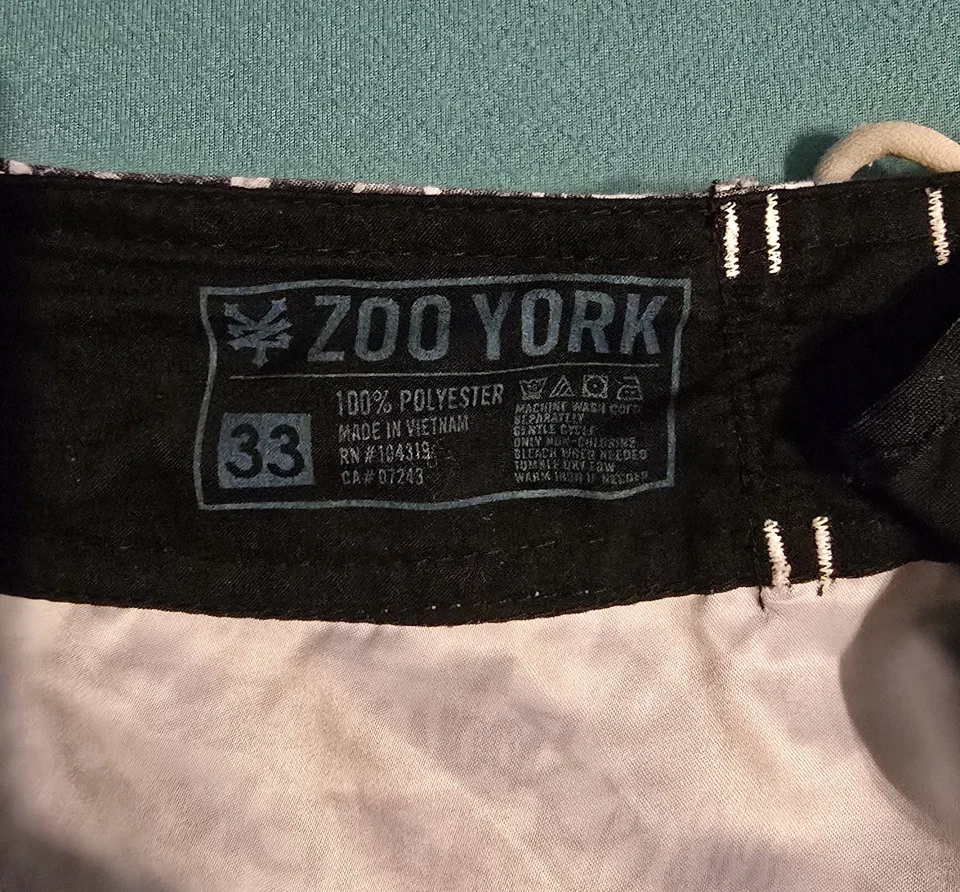 ZOO YORK
33
100% POLYESTER
MADE IN VIETNAM
RN # 104319
CA # 07243
MACHINE WASH COLD
SEPARATELY
GENTLE CYCLE
ONLY NON-CHLORINE
BLEACH WHEN NEEDED
TUMBLE DRY LOW
WARM IRON IF NEEDED